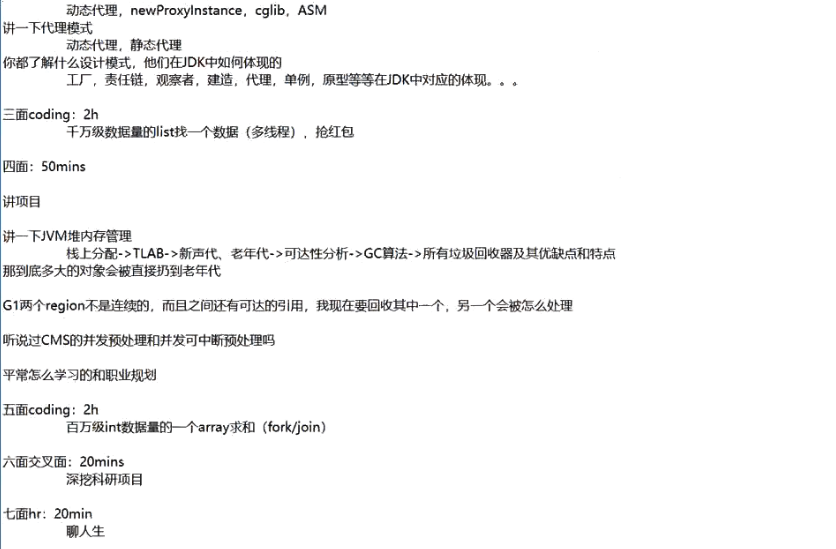 动态代理，newProxyInstance，cglib，ASM
讲一下代理模式
动态代理，静态代理
你都了解什么设计模式，他们在JDK中如何体现的
工厂，责任链，观察者，建造，代理，单例，原型等等在JDK中对应的体现。。。
三面coding：2h
千万级数据量的list找一个数据（多线程），抢红包
四面：50mins
讲项目
讲一下JVM堆内存管理
栈上分配->TLAB->新声代、老年代->可达性分析->GC算法->所有垃圾回收器及其优缺点和特点
那到底多大的对象会被直接扔到老年代
G1两个region不是连续的，而且之间还有可达的引用，我现在要回收其中一个，另一个会被怎么处理
听说过CMS的并发预处理和并发可中断预处理吗
平常怎么学习的和职业规划
五面coding：2h
百万级int数据量的一个array求和（fork/join）
六面交叉面：20mins
深挖科研项目
七面hr：20min
聊人生